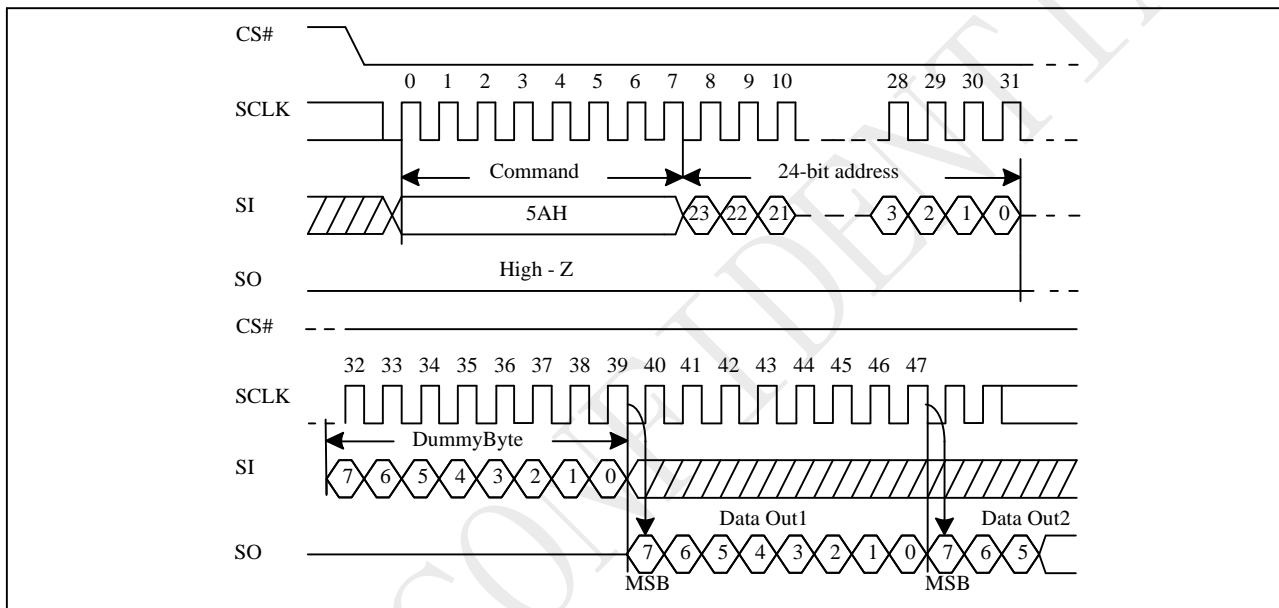 CS#
0 1 2 3 4 5 6 7 8 9 10 28 29 30 31
SCLK
Command 24-bit address
SI 5AH 23 22 21 3 2 1 0
High - Z
SO
CS#
32 33 34 35 36 37 38 39 40 41 42 43 44 45 46 47
SCLK
DummyByte
SI 7 6 5 4 3 2 1 0
Data Out1 Data Out2
SO 7 6 5 4 3 2 1 0 7 6 5
MSB MSB
CONFIDENTIA